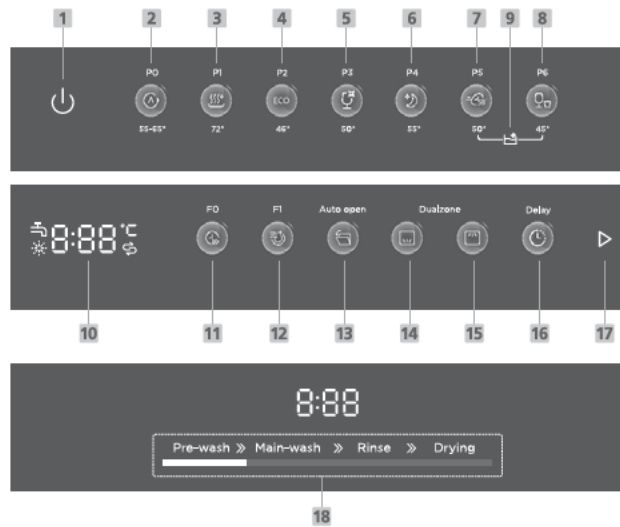 1 2 3 4 5 6 7 9 8
P0 P1 P2 P3 P4 P5 P6
ECO
55-65° 72° 46° 50° 55° 50° 45°
F0 F1 Auto open Dualzone Delay
8:88 °C
10 11 12 13 14 15 16 17
8:88
Pre-wash » Main-wash » Rinse » Drying
18